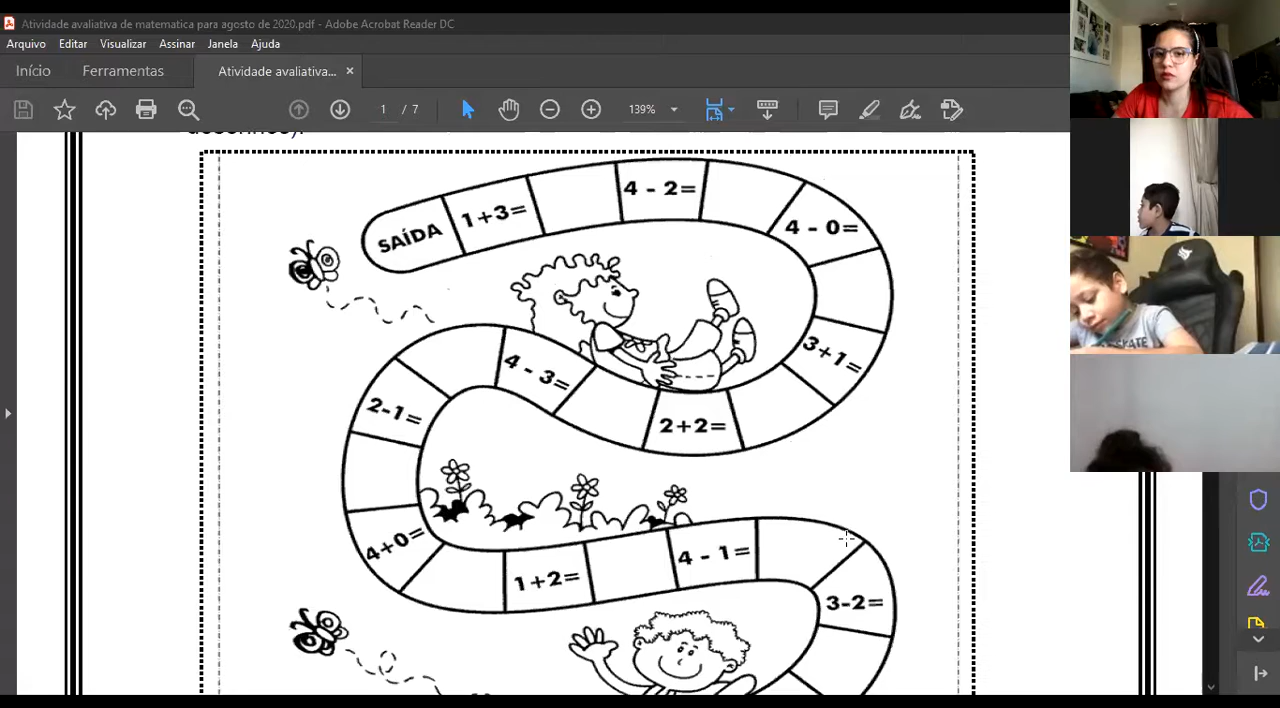 Atividade avaliativa de matematica para agosto de 2020.pdf - Adobe Acrobat Reader DC
Arquivo Editar Visualizar Assinar Janela Ajuda
Início Ferramentas Atividade avaliativa... ×
1 / 7 139%
SAÍDA 1+3= 4 - 2= 4 - 0=
3+1=
2+2=
4 - 3=
2-1=
4+0=
1+2=
4 - 1=
3-2=